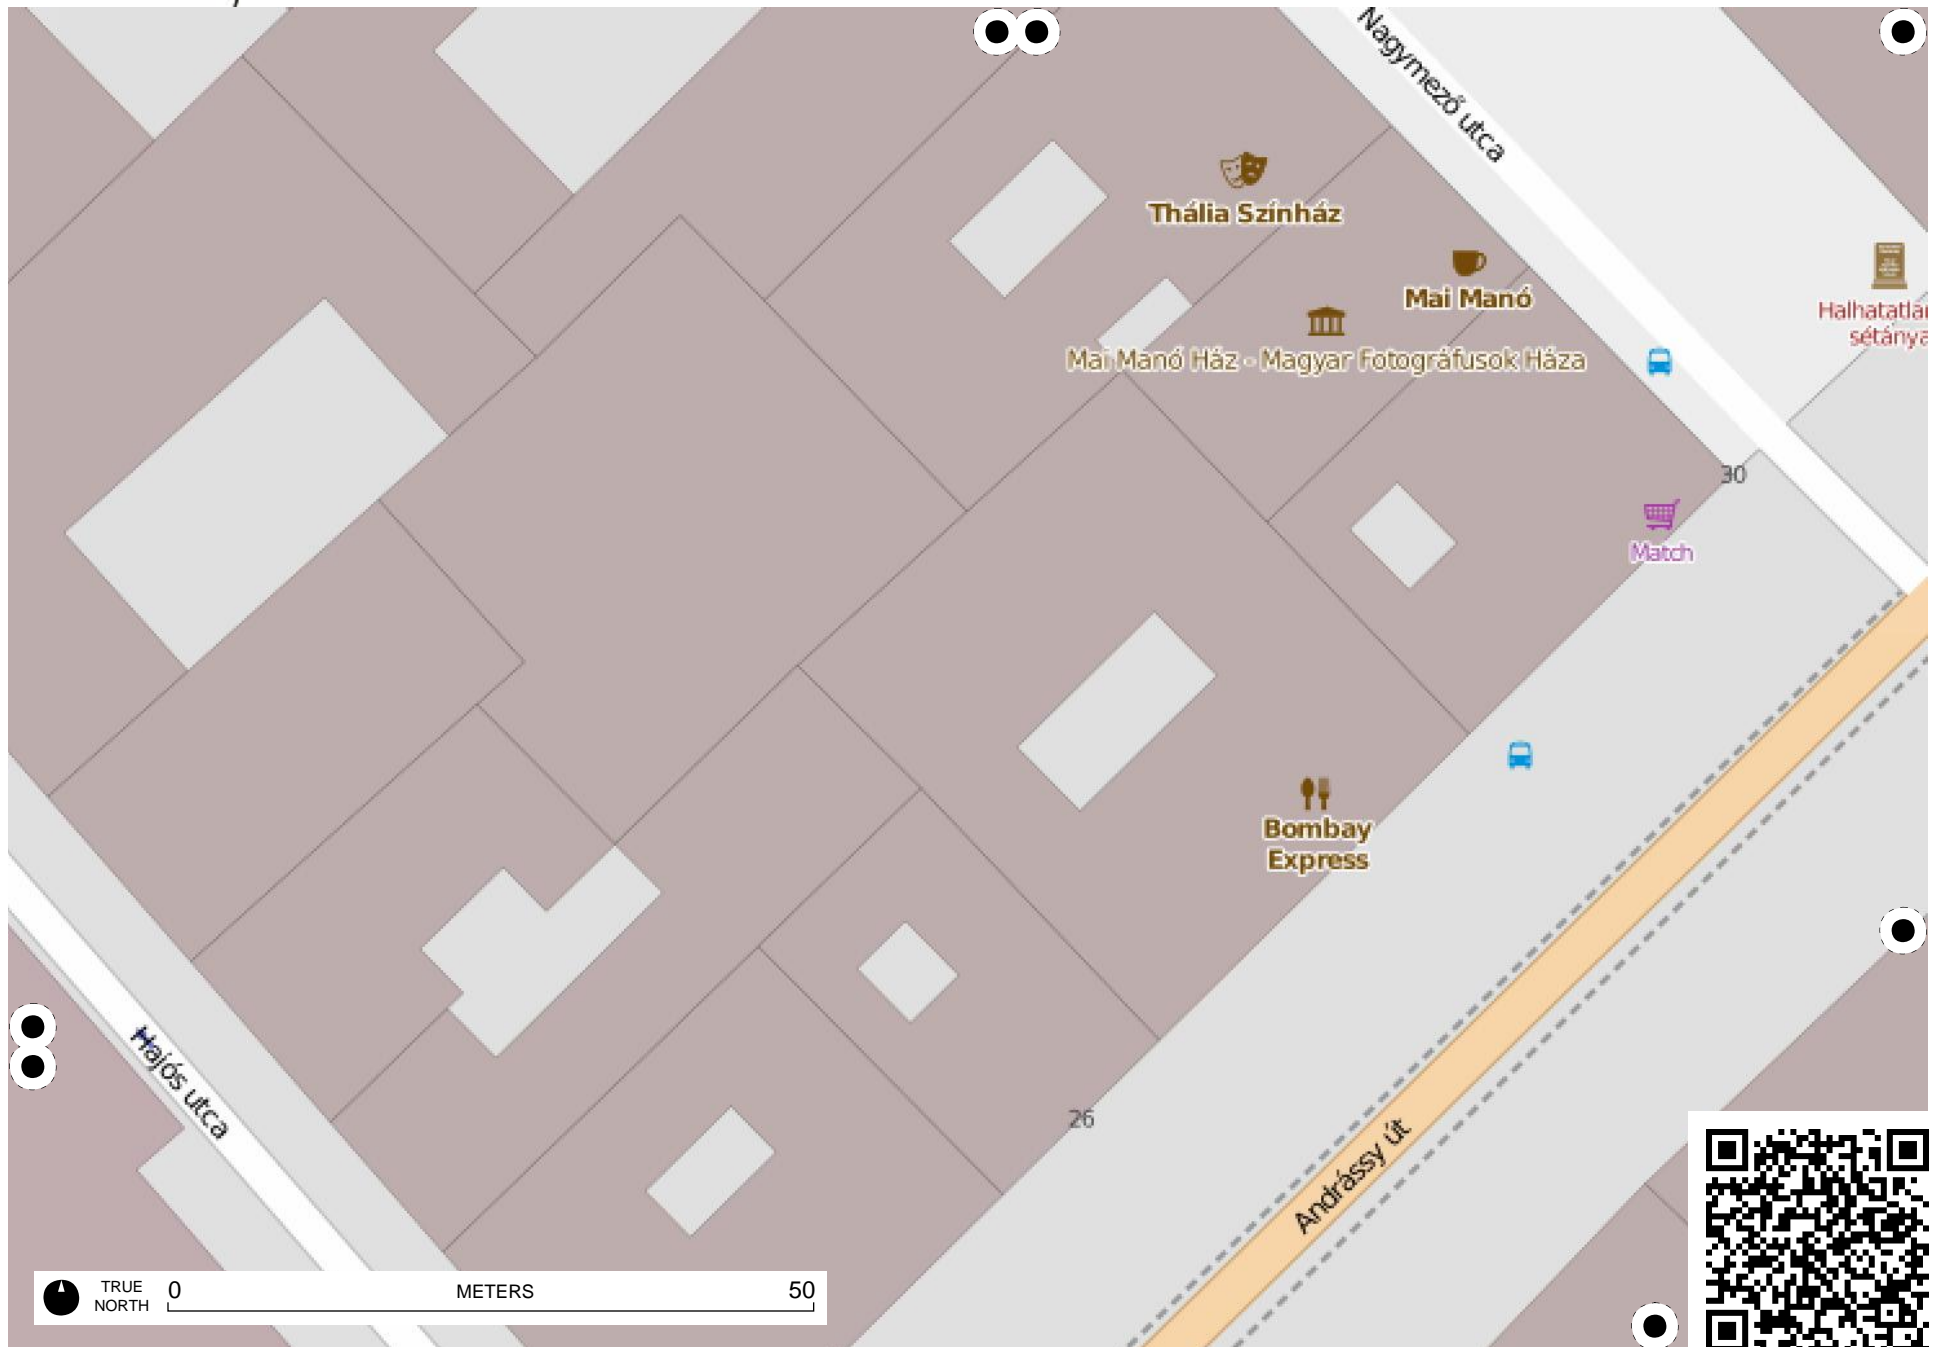 Nagymező utca
Thália Színház
Mai Manó
Mai Manó Ház - Magyar Fotográfusok Háza
Halhatatla
sétánya
30
Match
Bombay
Express
Hajós utca
26
Andrássy út
TRUE
NORTH
0 METERS 50